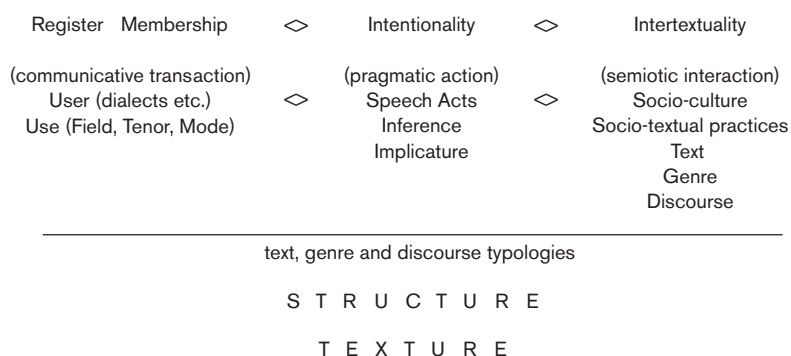 Register Membership <> Intentionality <> Intertextuality
(communicative transaction) (pragmatic action) (semiotic interaction)
User (dialects etc.) <> Speech Acts <> Socio-culture
Use (Field, Tenor, Mode) Inference Socio-textual practices
Implicature Text
Genre
Discourse
text, genre and discourse typologies
S T R U C T U R E
T E X T U R E